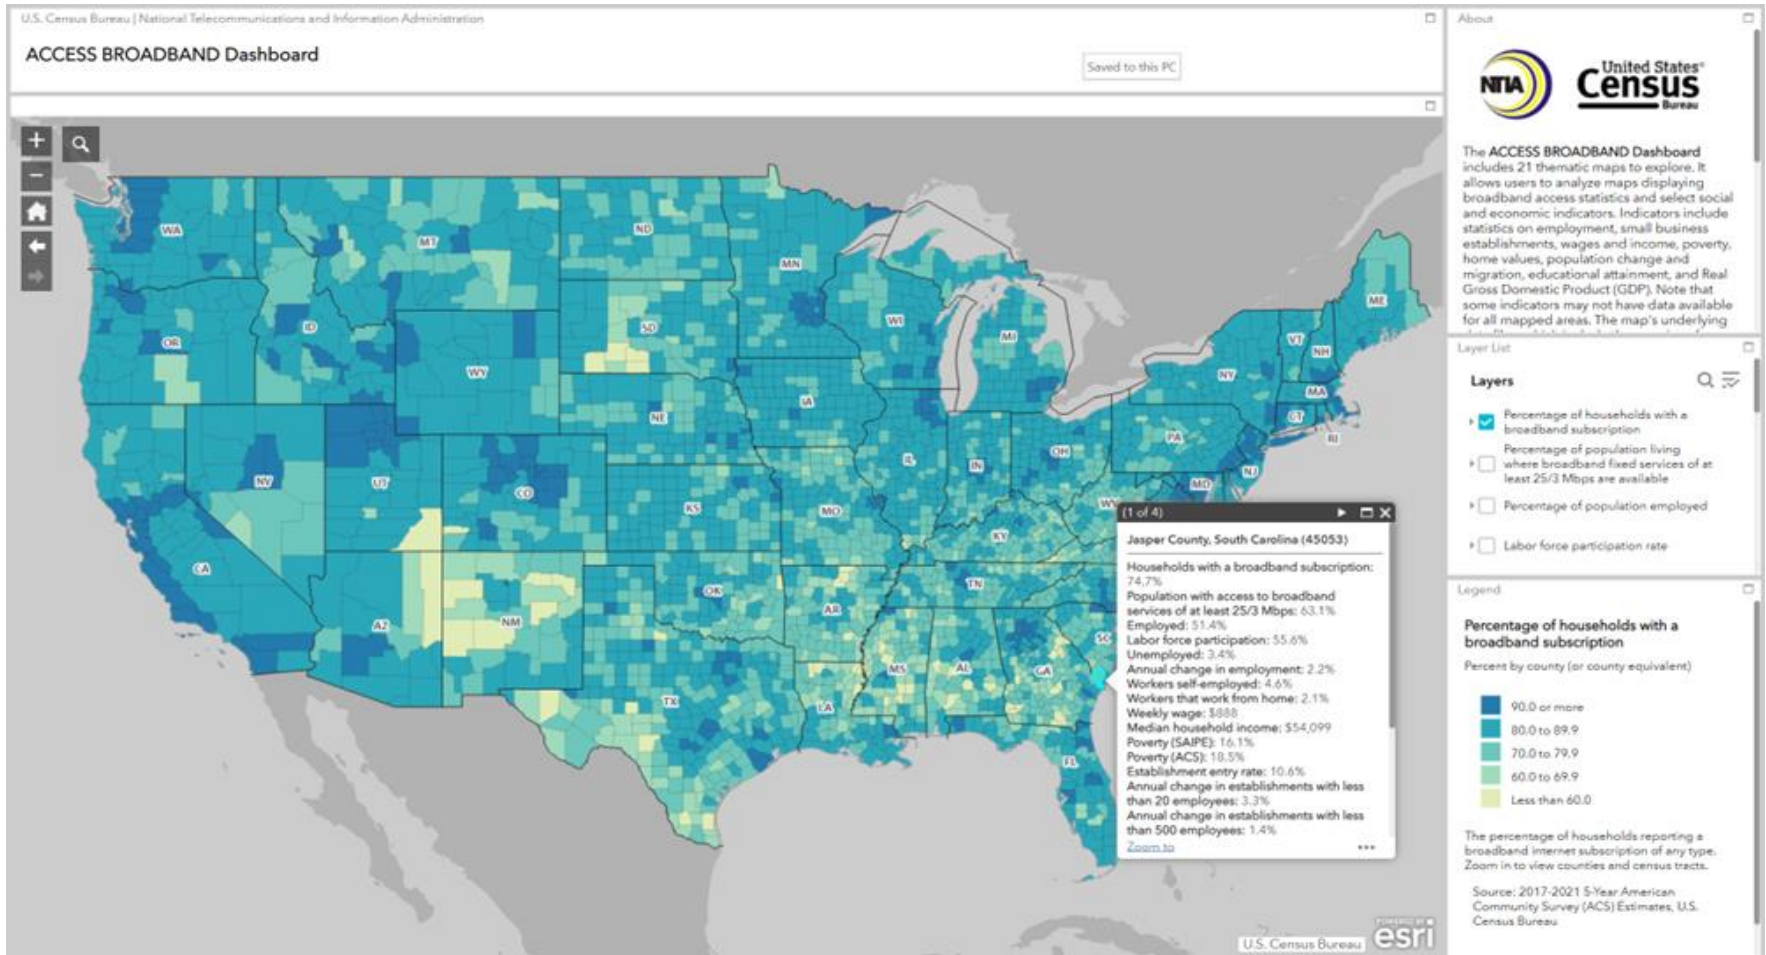 U.S. Census Bureau | National Telecommunications and Information Administration
ACCESS BROADBAND Dashboard
Saved to this PC
WA
MT
ND
MN
OR
ID
SD
WI
MI
ME
VT
NH
NY
WY
MA
CT
RI
NE
IA
PA
NV
UT
CO
IL
IN
OH
NJ
MD
KS
MO
WV
KY
CA
AZ
NM
OK
AR
TN
SC
MS
AL
GA
TX
LA
FL
(1 of 4)
Jasper County, South Carolina (45053)
Households with a broadband subscription:
74.7%
Population with access to broadband
services of at least 25/3 Mbps: 63.1%
Employed: 51.4%
Labor force participation: 55.6%
Unemployed: 3.4%
Annual change in employment: 2.2%
Workers self-employed: 4.6%
Workers that work from home: 2.1%
Weekly wage: $888
Median household income: $54,099
Poverty (SAIPE): 16.1%
Poverty (ACS): 18.5%
Establishment entry rate: 10.6%
Annual change in establishments with less
than 20 employees: 3.3%
Annual change in establishments with less
than 500 employees: 1.4%
Zoom to
U.S. Census Bureau
POWERED BY
esri
About
NTIA
United States®
Census
Bureau
The ACCESS BROADBAND Dashboard
includes 21 thematic maps to explore. It
allows users to analyze maps displaying
broadband access statistics and select social
and economic indicators. Indicators include
statistics on employment, small business
establishments, wages and income, poverty,
home values, population change and
migration, educational attainment, and Real
Gross Domestic Product (GDP). Note that
some indicators may not have data available
for all mapped areas. The map's underlying
Layer List
Layers
Percentage of households with a
broadband subscription
Percentage of population living
where broadband fixed services of at
least 25/3 Mbps are available
Percentage of population employed
Labor force participation rate
Legend
Percentage of households with a
broadband subscription
Percent by county (or county equivalent)
90.0 or more
80.0 to 89.9
70.0 to 79.9
60.0 to 69.9
Less than 60.0
The percentage of households reporting a
broadband internet subscription of any type.
Zoom in to view counties and census tracts.
Source: 2017-2021 5-Year American
Community Survey (ACS) Estimates, U.S.
Census Bureau